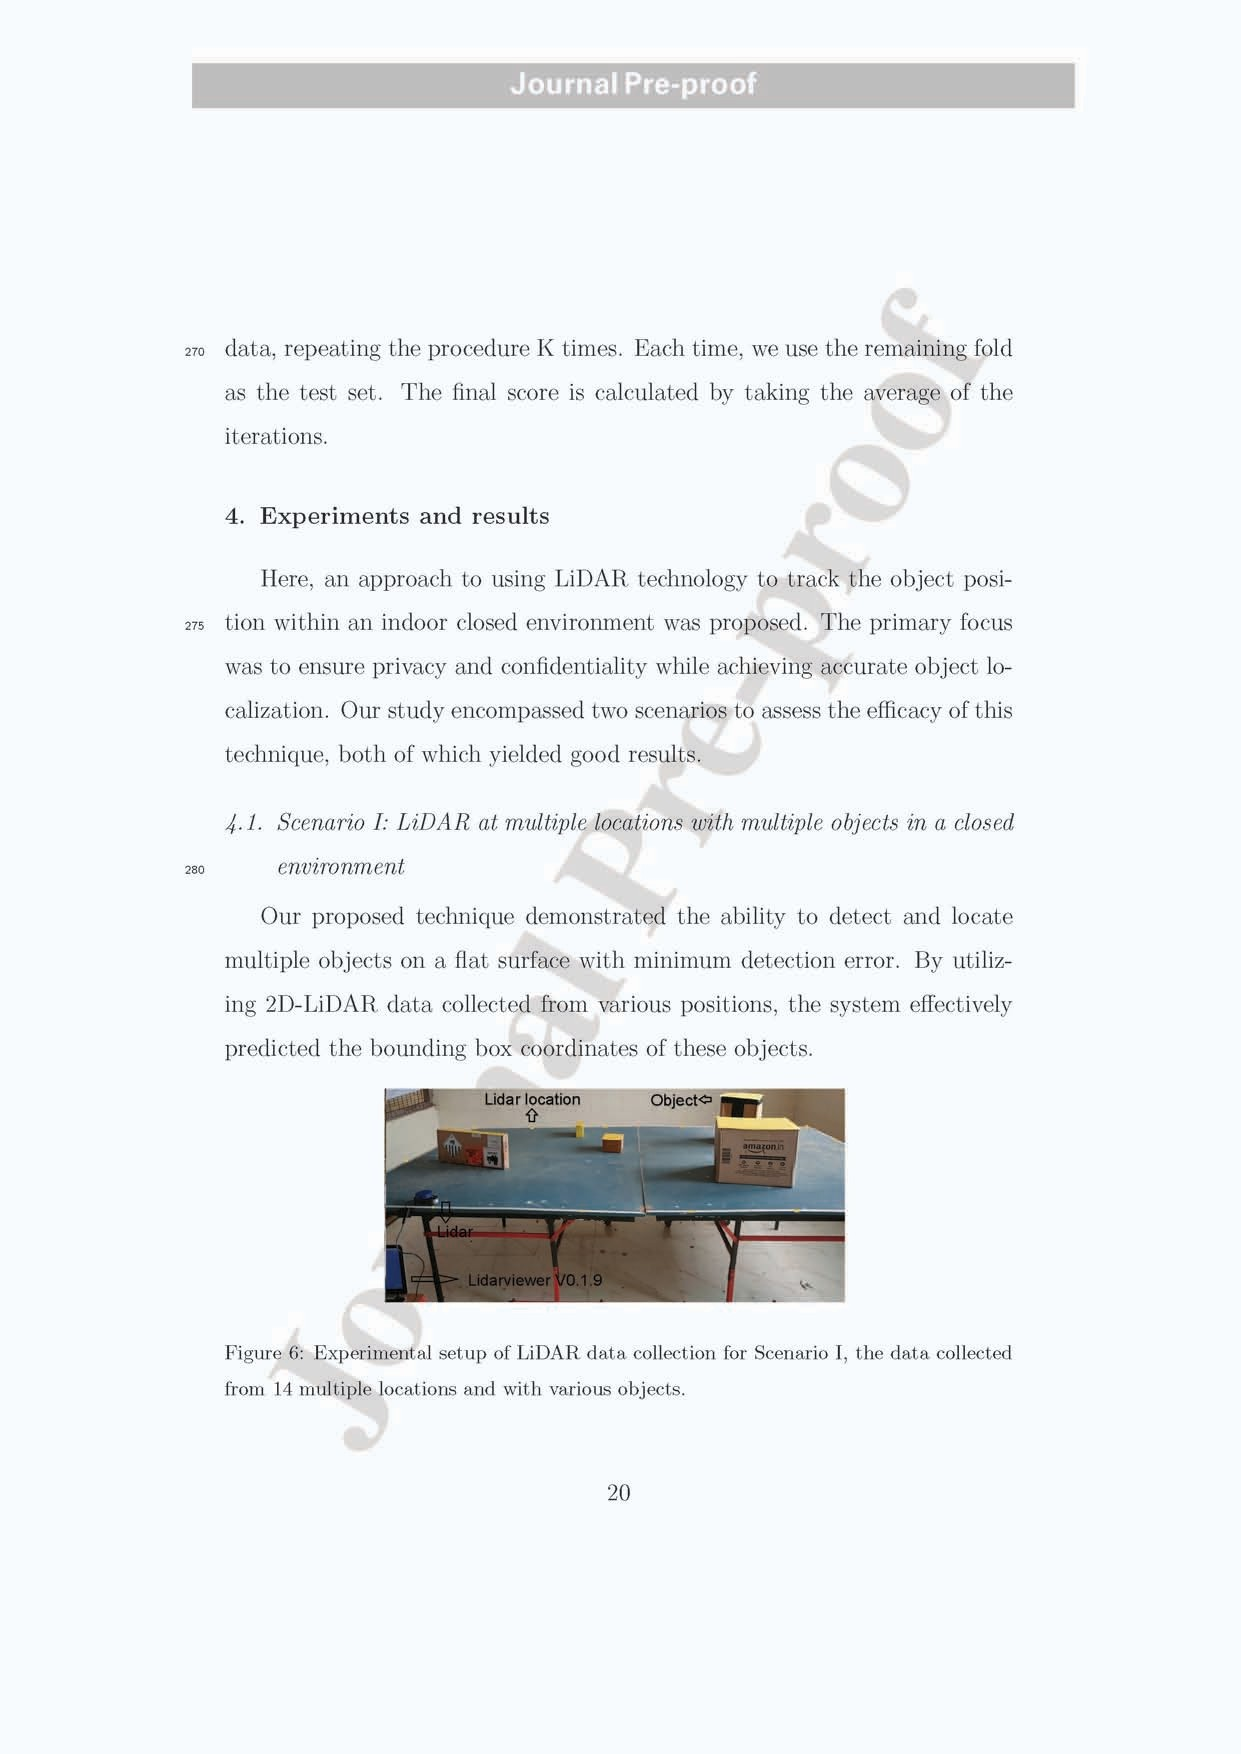 Journal Pre-proof
270 data, repeating the procedure K times. Each time, we use the remaining fold
as the test set. The final score is calculated by taking the average of the
iterations.
4. Experiments and results
Here, an approach to using LiDAR technology to track the object posi-
275 tion within an indoor closed environment was proposed. The primary focus
was to ensure privacy and confidentiality while achieving accurate object lo-
calization. Our study encompassed two scenarios to assess the efficacy of this
technique, both of which yielded good results.
4.1. Scenario I: LiDAR at multiple locations with multiple objects in a closed
280 environment
Our proposed technique demonstrated the ability to detect and locate
multiple objects on a flat surface with minimum detection error. By utiliz-
ing 2D-LiDAR data collected from various positions, the system effectively
predicted the bounding box coordinates of these objects.
Lidar location
Object
amazon.in
Lidar
Lidarviewer V0.1.9
Figure 6: Experimental setup of LiDAR data collection for Scenario I, the data collected
from 14 multiple locations and with various objects.
20
Journal Pre-proof